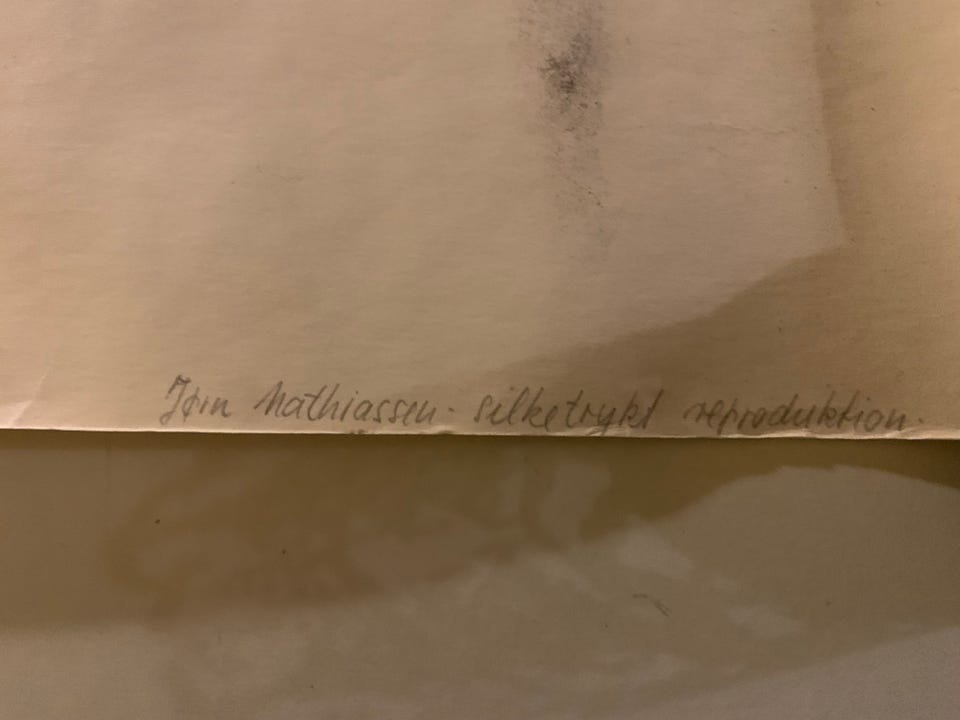 Jørn Mathiassen - silketrykt reproduktion.